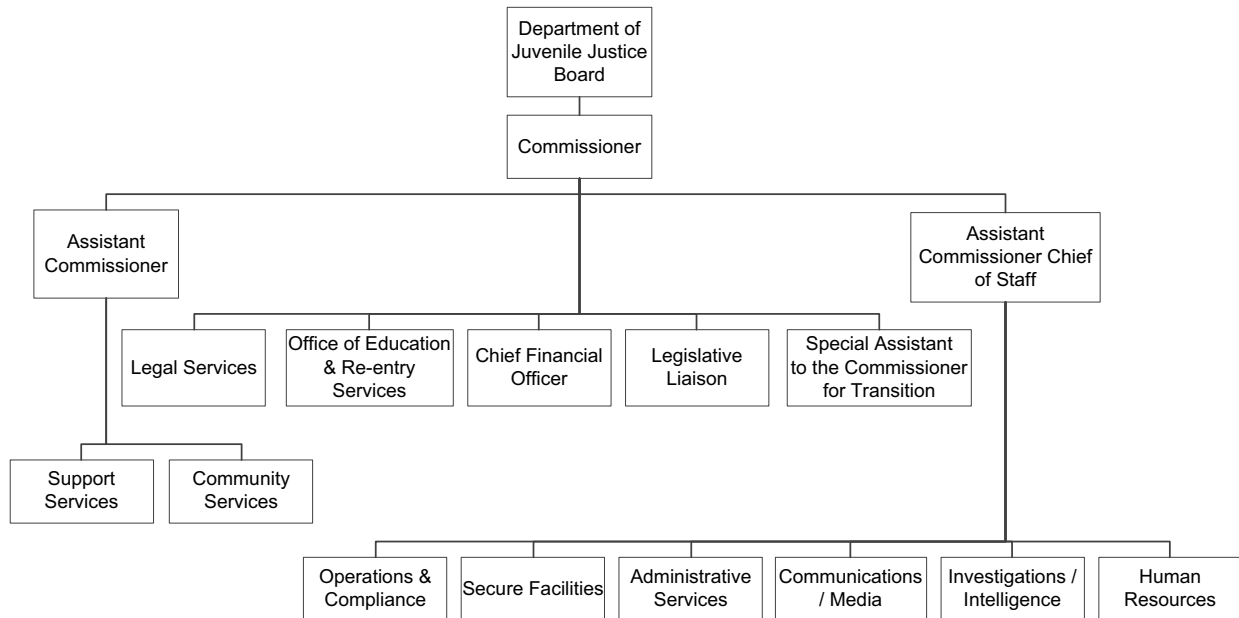 Department of
Juvenile Justice
Board
Commissioner
Assistant
Commissioner
Assistant
Commissioner Chief
of Staff
Legal Services
Office of Education
& Re-entry
Services
Chief Financial
Officer
Legislative
Liaison
Special Assistant
to the Commissioner
for Transition
Support
Services
Community
Services
Operations &
Compliance
Secure Facilities
Administrative
Services
Communications
/ Media
Investigations /
Intelligence
Human
Resources